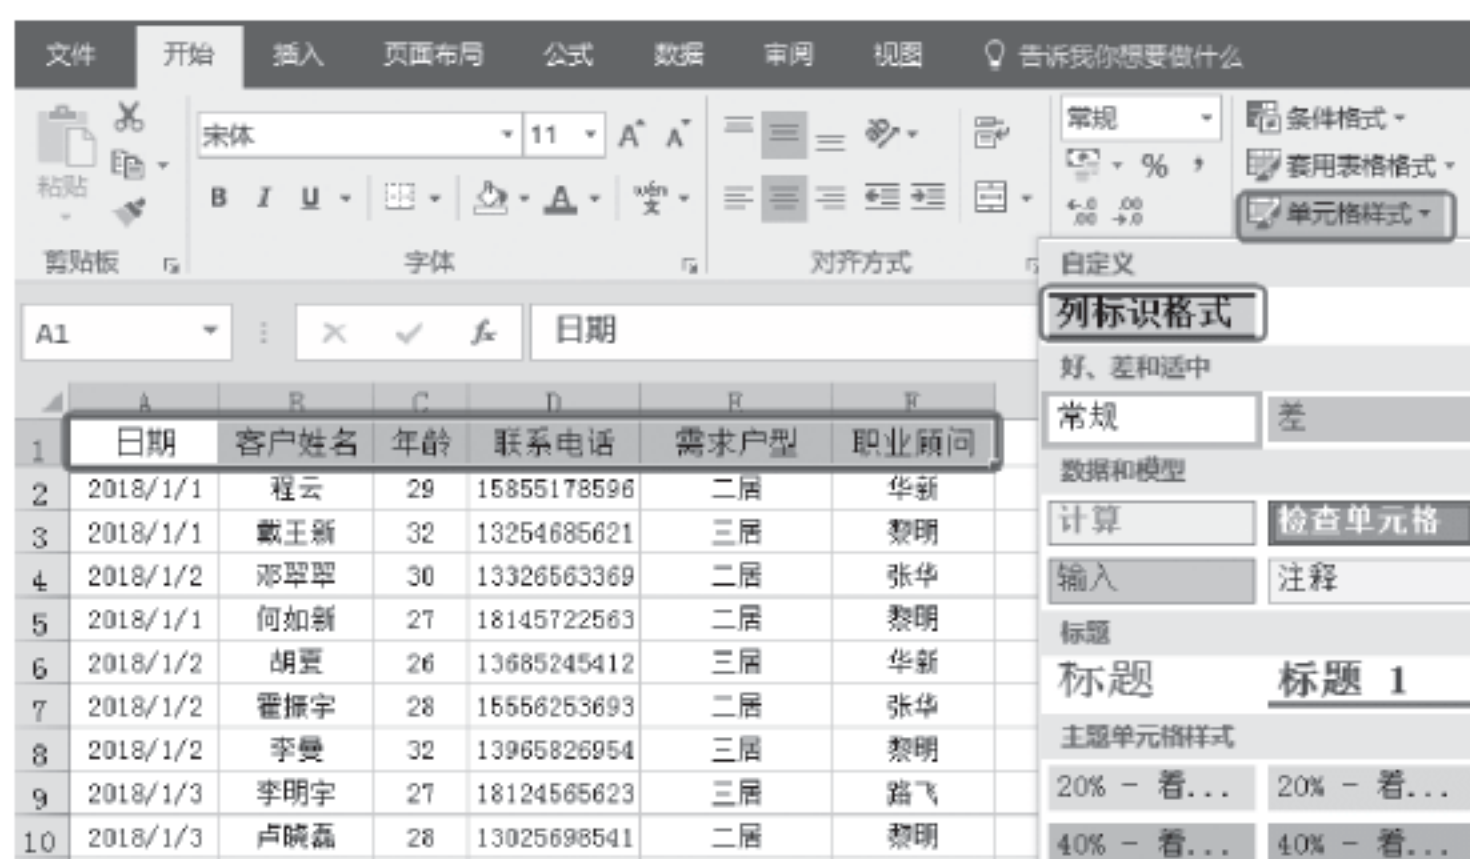 文件 开始 插入 页面布局 公式 数据 审阅 视图 告诉我你想要做什么
宋体 11 A A 常规 条件格式
粘贴 % , 套用表格格式
B I U A wén 文 .00 .00 单元格样式
剪贴板 字体 对齐方式
自定义
列标识格式
A1 fx 日期
好、差和适中
常规 差
数据和模型
计算 检查单元格
输入 注释
标题
标题 标题 1
主题单元格样式
20% - 着... 20% - 着...
40% - 着... 40% - 着...
A B C D E F
1 日期 客户姓名 年龄 联系电话 需求户型 职业顾问
2 2018/1/1 程云 29 15855178596 二居 华新
3 2018/1/1 戴王新 32 13254685621 三居 黎明
4 2018/1/2 邓翠翠 30 13326563369 二居 张华
5 2018/1/1 何如新 27 18145722563 二居 黎明
6 2018/1/2 胡夏 26 13685245412 三居 华新
7 2018/1/2 霍振宇 28 15556253693 二居 张华
8 2018/1/2 李曼 32 13965826954 三居 黎明
9 2018/1/3 李明宇 27 18124565623 三居 路飞
10 2018/1/3 卢晓磊 28 13025698541 二居 黎明